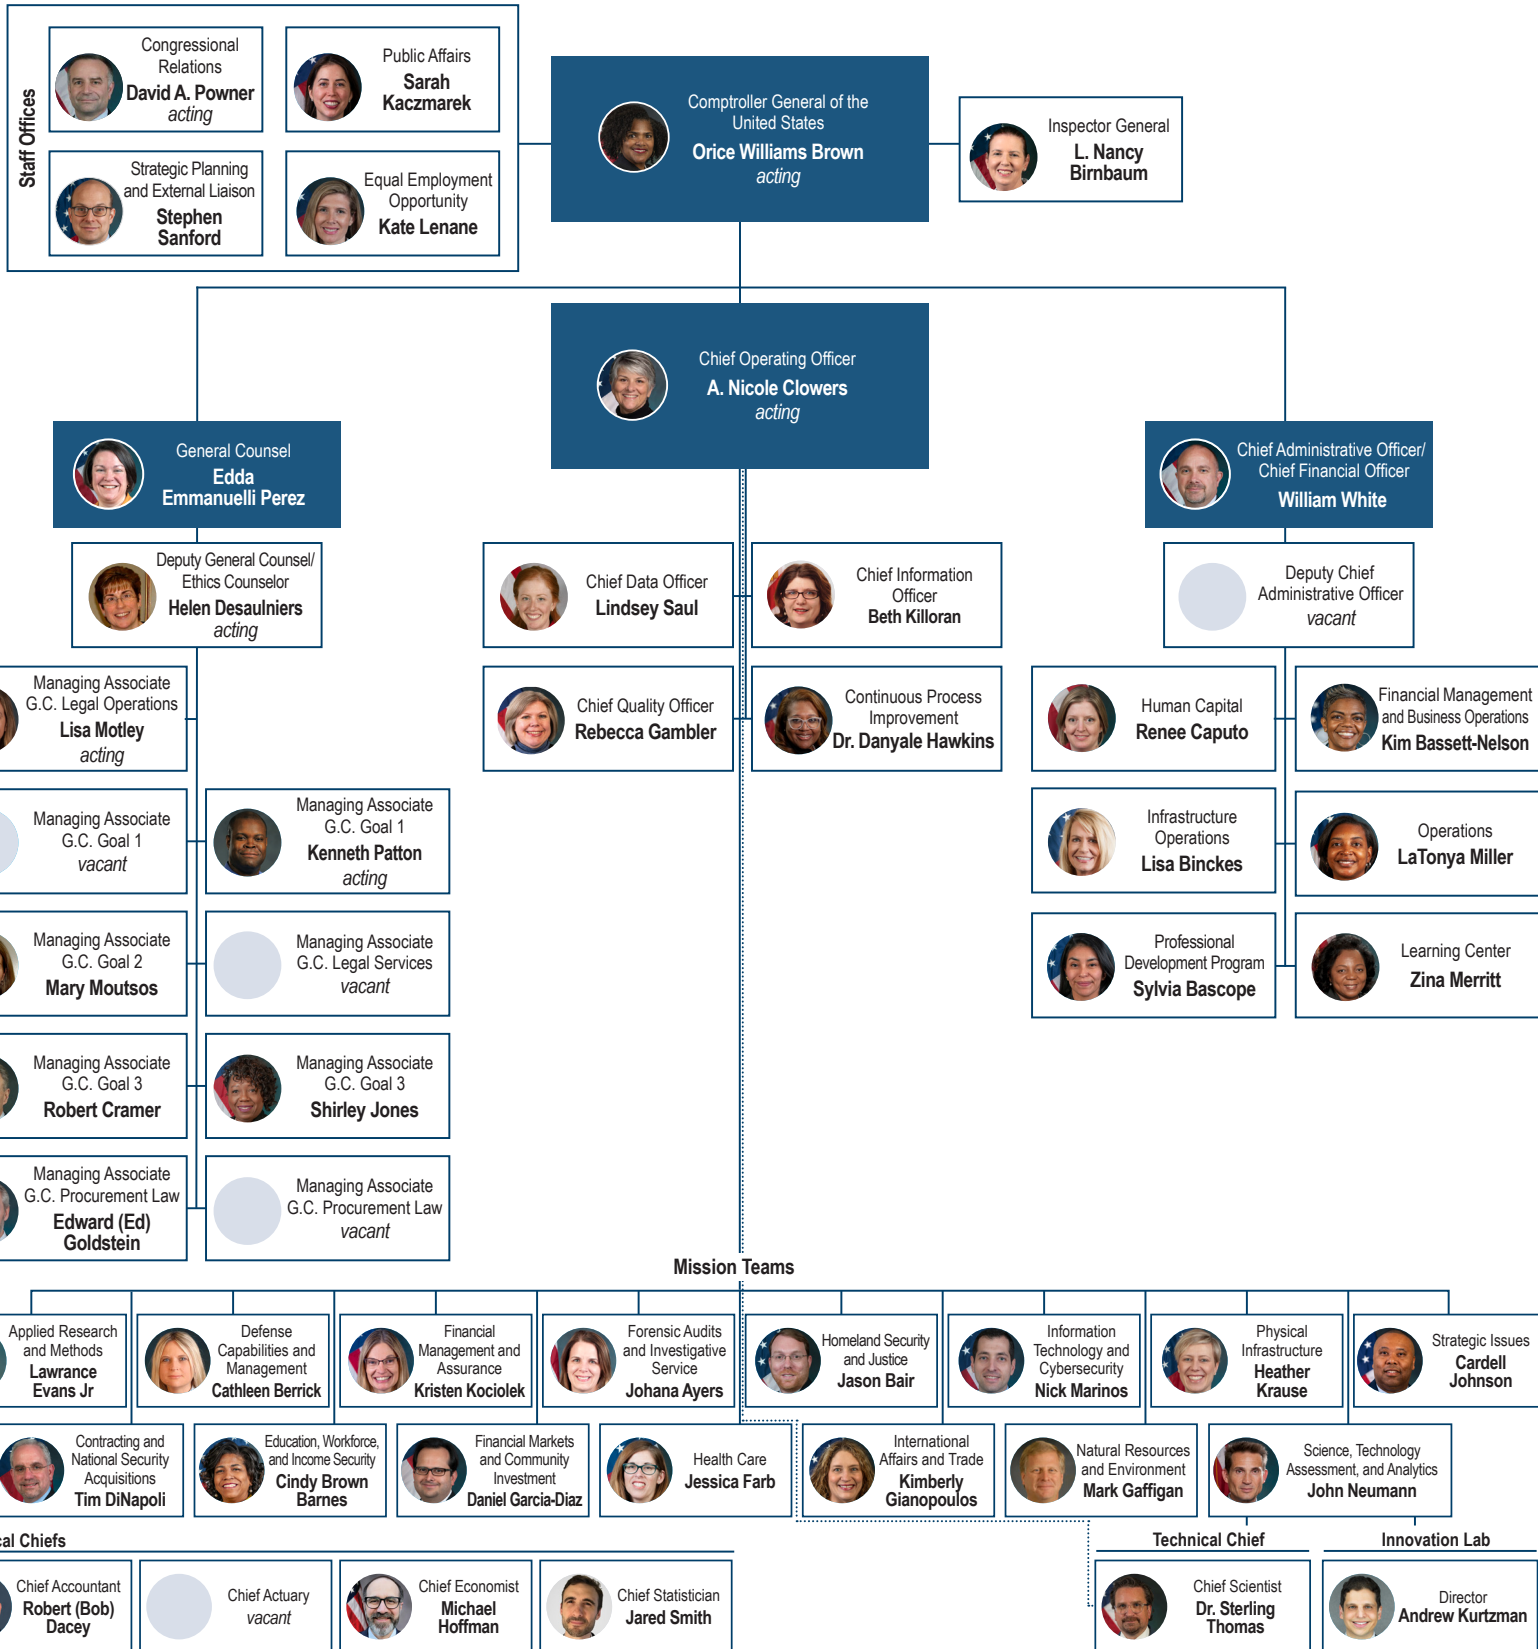 Staff Offices
Congressional
Relations
David A. Powner
acting
Public Affairs
Sarah
Kaczmarek
Strategic Planning
and External Liaison
Stephen
Sanford
Equal Employment
Opportunity
Kate Lenane
Comptroller General of the
United States
Orice Williams Brown
acting
Inspector General
L. Nancy
Birnbaum
Chief Operating Officer
A. Nicole Clowers
acting
General Counsel
Edda
Emmanuelli Perez
Chief Administrative Officer/
Chief Financial Officer
William White
Deputy General Counsel/
Ethics Counselor
Helen Desaulniers
acting
Chief Data Officer
Lindsey Saul
Chief Information
Officer
Beth Killoran
Deputy Chief
Administrative Officer
vacant
Managing Associate
G.C. Legal Operations
Lisa Motley
acting
Chief Quality Officer
Rebecca Gambler
Continuous Process
Improvement
Dr. Danyale Hawkins
Human Capital
Renee Caputo
Financial Management
and Business Operations
Kim Bassett-Nelson
Managing Associate
G.C. Goal 1
vacant
Managing Associate
G.C. Goal 1
Kenneth Patton
acting
Infrastructure
Operations
Lisa Binckes
Operations
LaTonya Miller
Managing Associate
G.C. Goal 2
Mary Moutsos
Managing Associate
G.C. Legal Services
vacant
Professional
Development Program
Sylvia Bascope
Learning Center
Zina Merritt
Managing Associate
G.C. Goal 3
Robert Cramer
Managing Associate
G.C. Goal 3
Shirley Jones
Managing Associate
G.C. Procurement Law
Edward (Ed)
Goldstein
Managing Associate
G.C. Procurement Law
vacant
Mission Teams
Applied Research
and Methods
Lawrance
Evans Jr
Defense
Capabilities and
Management
Cathleen Berrick
Financial
Management and
Assurance
Kristen Kociolek
Forensic Audits
and Investigative
Service
Johana Ayers
Homeland Security
and Justice
Jason Bair
Information
Technology and
Cybersecurity
Nick Marinos
Physical
Infrastructure
Heather
Krause
Strategic Issues
Cardell
Johnson
Contracting and
National Security
Acquisitions
Tim DiNapoli
Education, Workforce,
and Income Security
Cindy Brown
Barnes
Financial Markets
and Community
Investment
Daniel Garcia-Diaz
Health Care
Jessica Farb
International
Affairs and Trade
Kimberly
Gianopoulos
Natural Resources
and Environment
Mark Gaffigan
Science, Technology
Assessment, and Analytics
John Neumann
cal Chiefs
Technical Chief
Innovation Lab
Chief Accountant
Robert (Bob)
Dacey
Chief Actuary
vacant
Chief Economist
Michael
Hoffman
Chief Statistician
Jared Smith
Chief Scientist
Dr. Sterling
Thomas
Director
Andrew Kurtzman